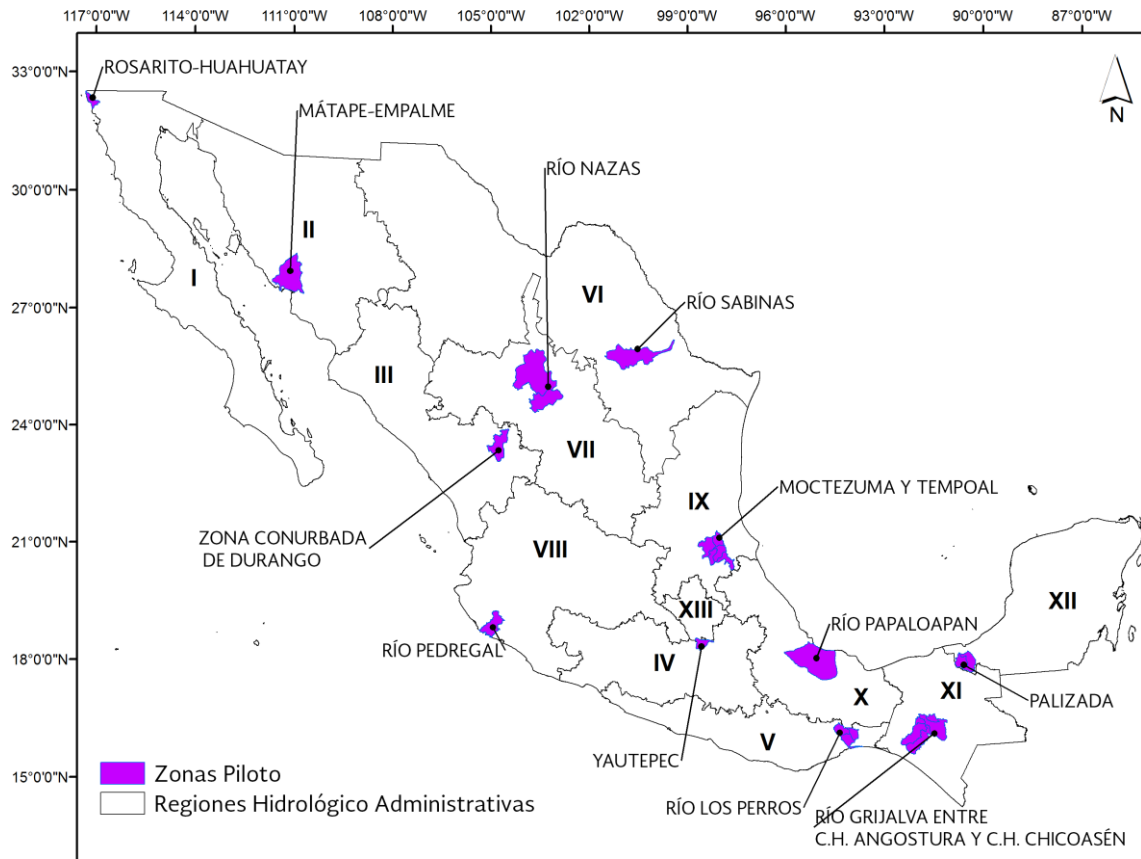 117°0'0"W 114°0'0"W 111°0'0"W 108°0'0"W 105°0'0"W 102°0'0"W 99°0'0"W 96°0'0"W 93°0'0"W 90°0'0"W 87°0'0"W
33°0'0"N
ROSARITO-HUAHUATAY
MÁTAPE-EMPALME
N
RÍO NAZAS
30°0'0"N
II
I
VI
27°0'0"N
RÍO SABINAS
III
24°0'0"N
VII
MOCTEZUMA Y TEMPOAL
IX
ZONA CONURBADA
DE DURANGO
21°0'0"N
VIII
XIII
XII
RÍO PAPALOAPAN
RÍO PEDREGAL
18°0'0"N
IV
XI
X
PALIZADA
V
YAUTEPEC
15°0'0"N
Zonas Piloto
Regiones Hidrológico Administrativas
RÍO LOS PERROS
RÍO GRIJALVA ENTRE
C.H. ANGOSTURA Y C.H. CHICOASÉN